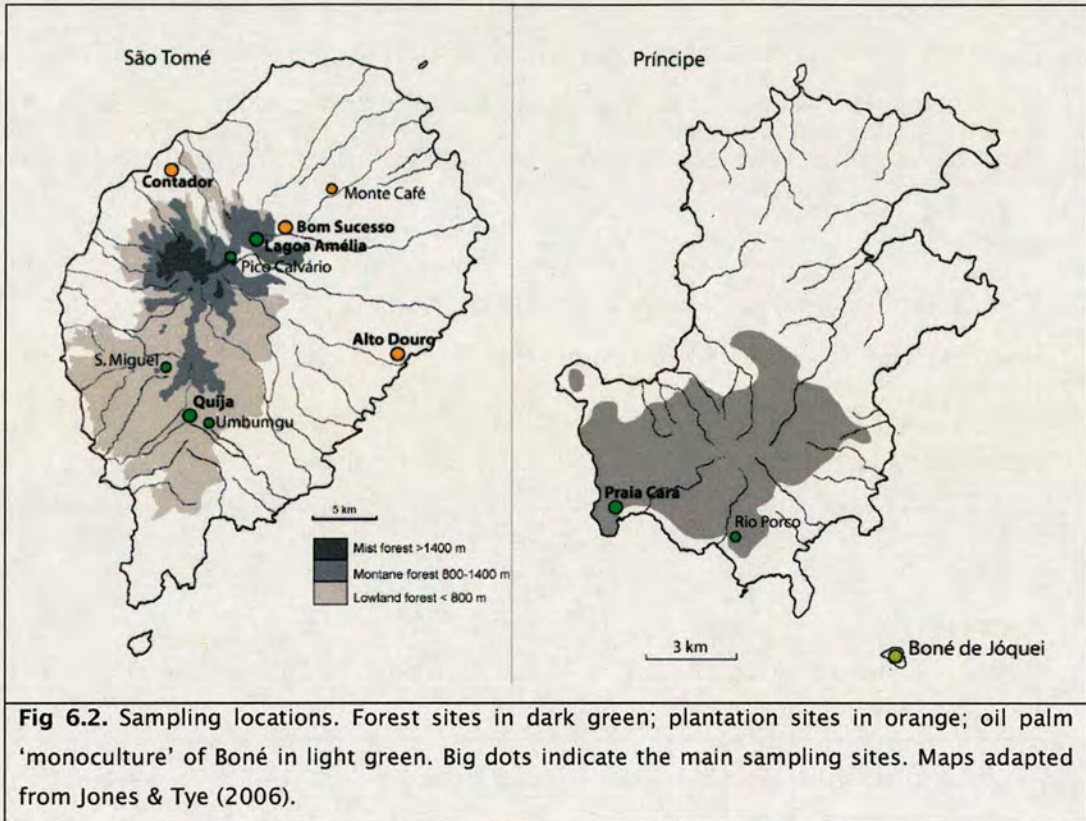 São Tomé
Príncipe
Contador
Monte Café
Bom Sucesso
Lagoa Amélia
Pico Calvário
Alto Douro
S. Miguel
Quija
Umbumgu
5 km
Mist forest >1400 m
Montane forest 800-1400 m
Lowland forest < 800 m
Praia Cara
Rio Porco
3 km
Boné de Jóquei
Fig 6.2. Sampling locations. Forest sites in dark green; plantation sites in orange; oil palm
'monoculture' of Boné in light green. Big dots indicate the main sampling sites. Maps adapted
from Jones & Tye (2006).